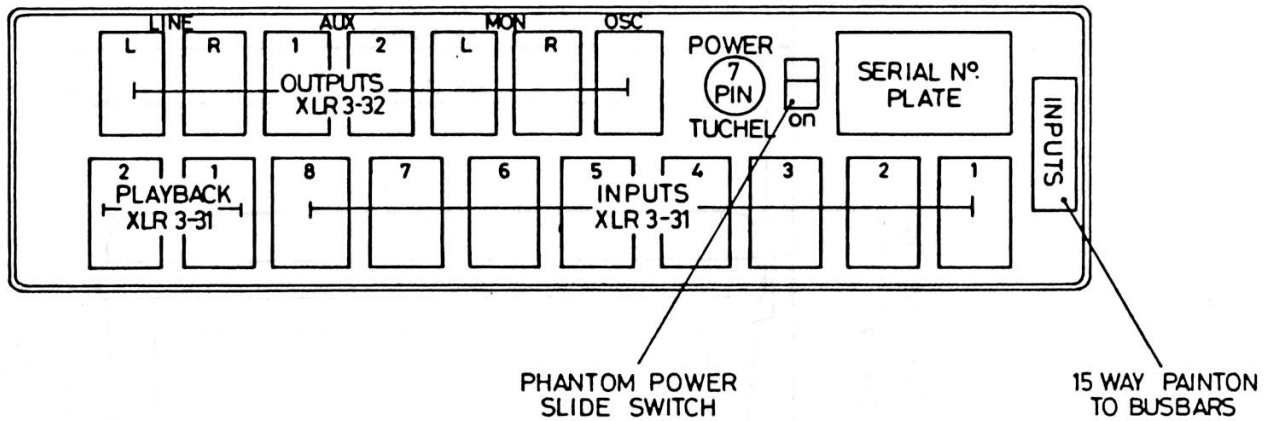 LINE AUX MON OSC
L R 1 2 L R
OUTPUTS
XLR 3-32
POWER
7
PIN
TUCHEL
on
SERIAL Nº.
PLATE
INPUTS
2 1 8 7 6 5 4 3 2 1
PLAYBACK
XLR 3-31
INPUTS
XLR 3-31
PHANTOM POWER
SLIDE SWITCH
15 WAY PAINTON
TO BUSBARS